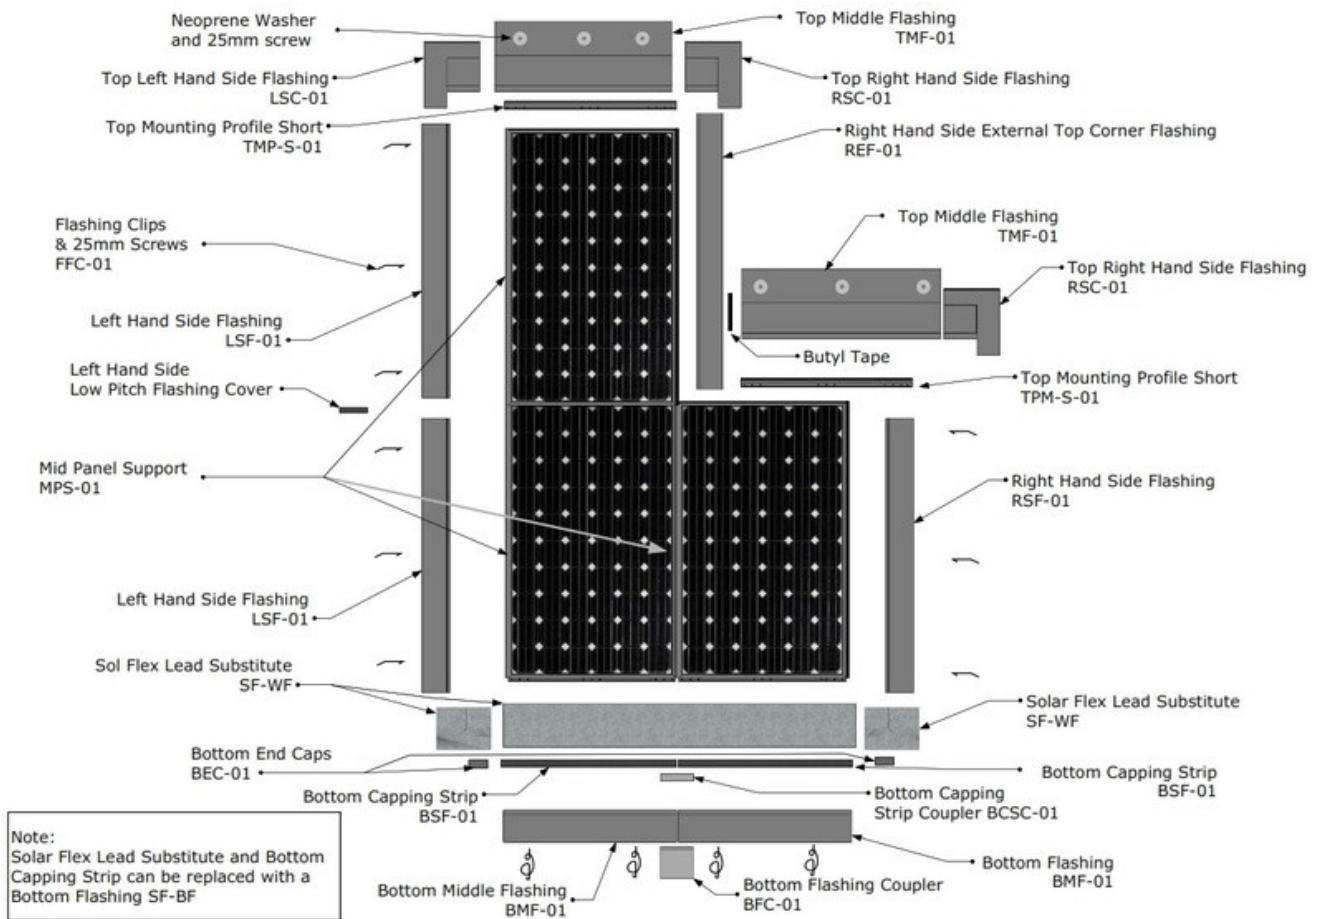 Neoprene Washer
and 25mm screw
Top Middle Flashing
TMF-01
Top Left Hand Side Flashing
LSC-01
Top Right Hand Side Flashing
RSC-01
Top Mounting Profile Short
TMP-S-01
Right Hand Side External Top Corner Flashing
REF-01
Flashing Clips
& 25mm Screws
FFC-01
Top Middle Flashing
TMF-01
Top Right Hand Side Flashing
RSC-01
Left Hand Side Flashing
LSF-01
Butyl Tape
Left Hand Side
Low Pitch Flashing Cover
Top Mounting Profile Short
TPM-S-01
Mid Panel Support
MPS-01
Right Hand Side Flashing
RSF-01
Left Hand Side Flashing
LSF-01
Sol Flex Lead Substitute
SF-WF
Solar Flex Lead Substitute
SF-WF
Bottom End Caps
BEC-01
Bottom Capping Strip
BSF-01
Bottom Capping Strip
BSF-01
Bottom Capping
Strip Coupler BCSC-01
Note:
Solar Flex Lead Substitute and Bottom
Capping Strip can be replaced with a
Bottom Flashing SF-BF
Bottom Middle Flashing
BMF-01
Bottom Flashing Coupler
BFC-01
Bottom Flashing
BMF-01